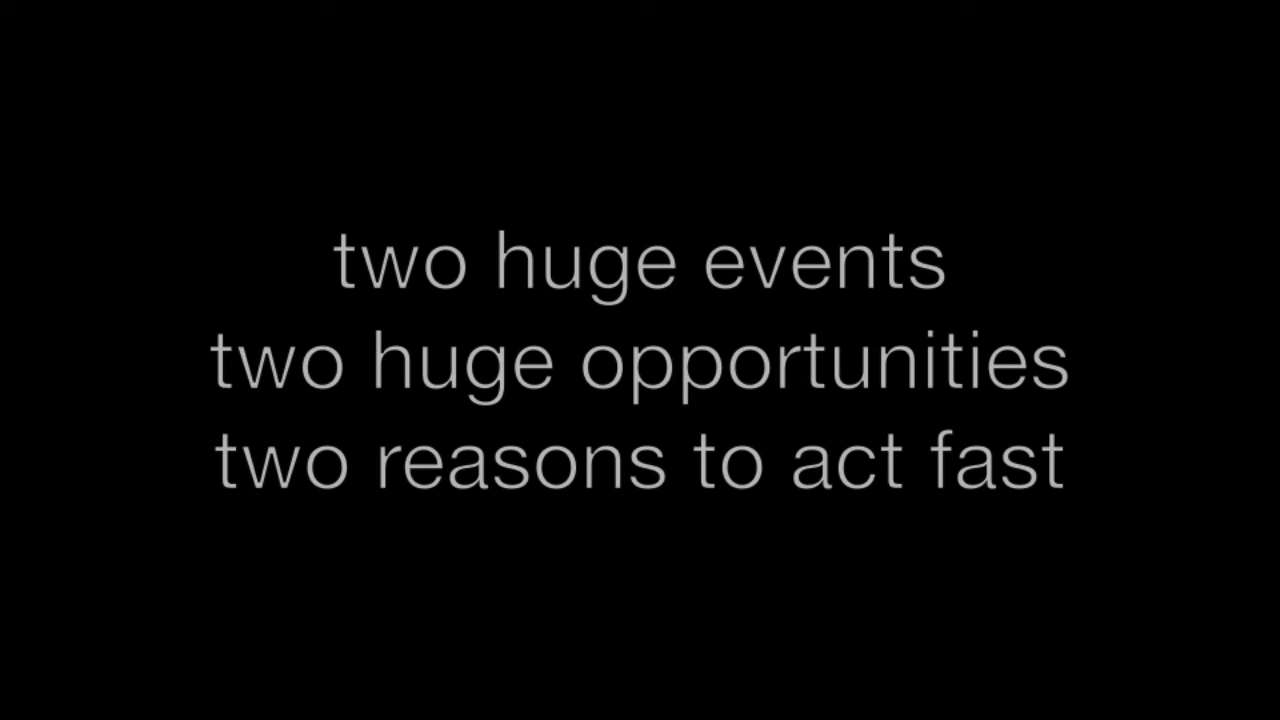 two huge events
two huge opportunities
two reasons to act fast